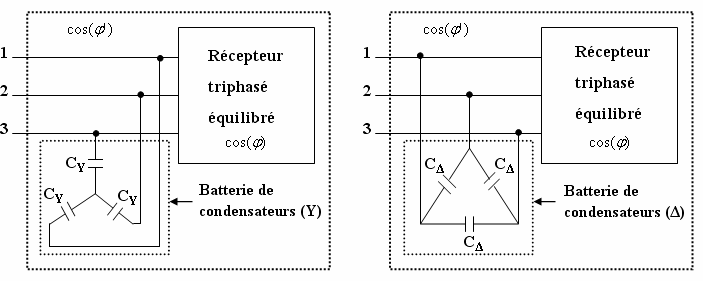 cos(φ')
1
2
3
Récepteur
triphasé
équilibré
cos(φ)
C_Y
C_Y
C_Y
Batterie de
condensateurs (Y)
cos(φ')
1
2
3
Récepteur
triphasé
équilibré
cos(φ)
C_Δ
C_Δ
C_Δ
Batterie de
condensateurs (Δ)